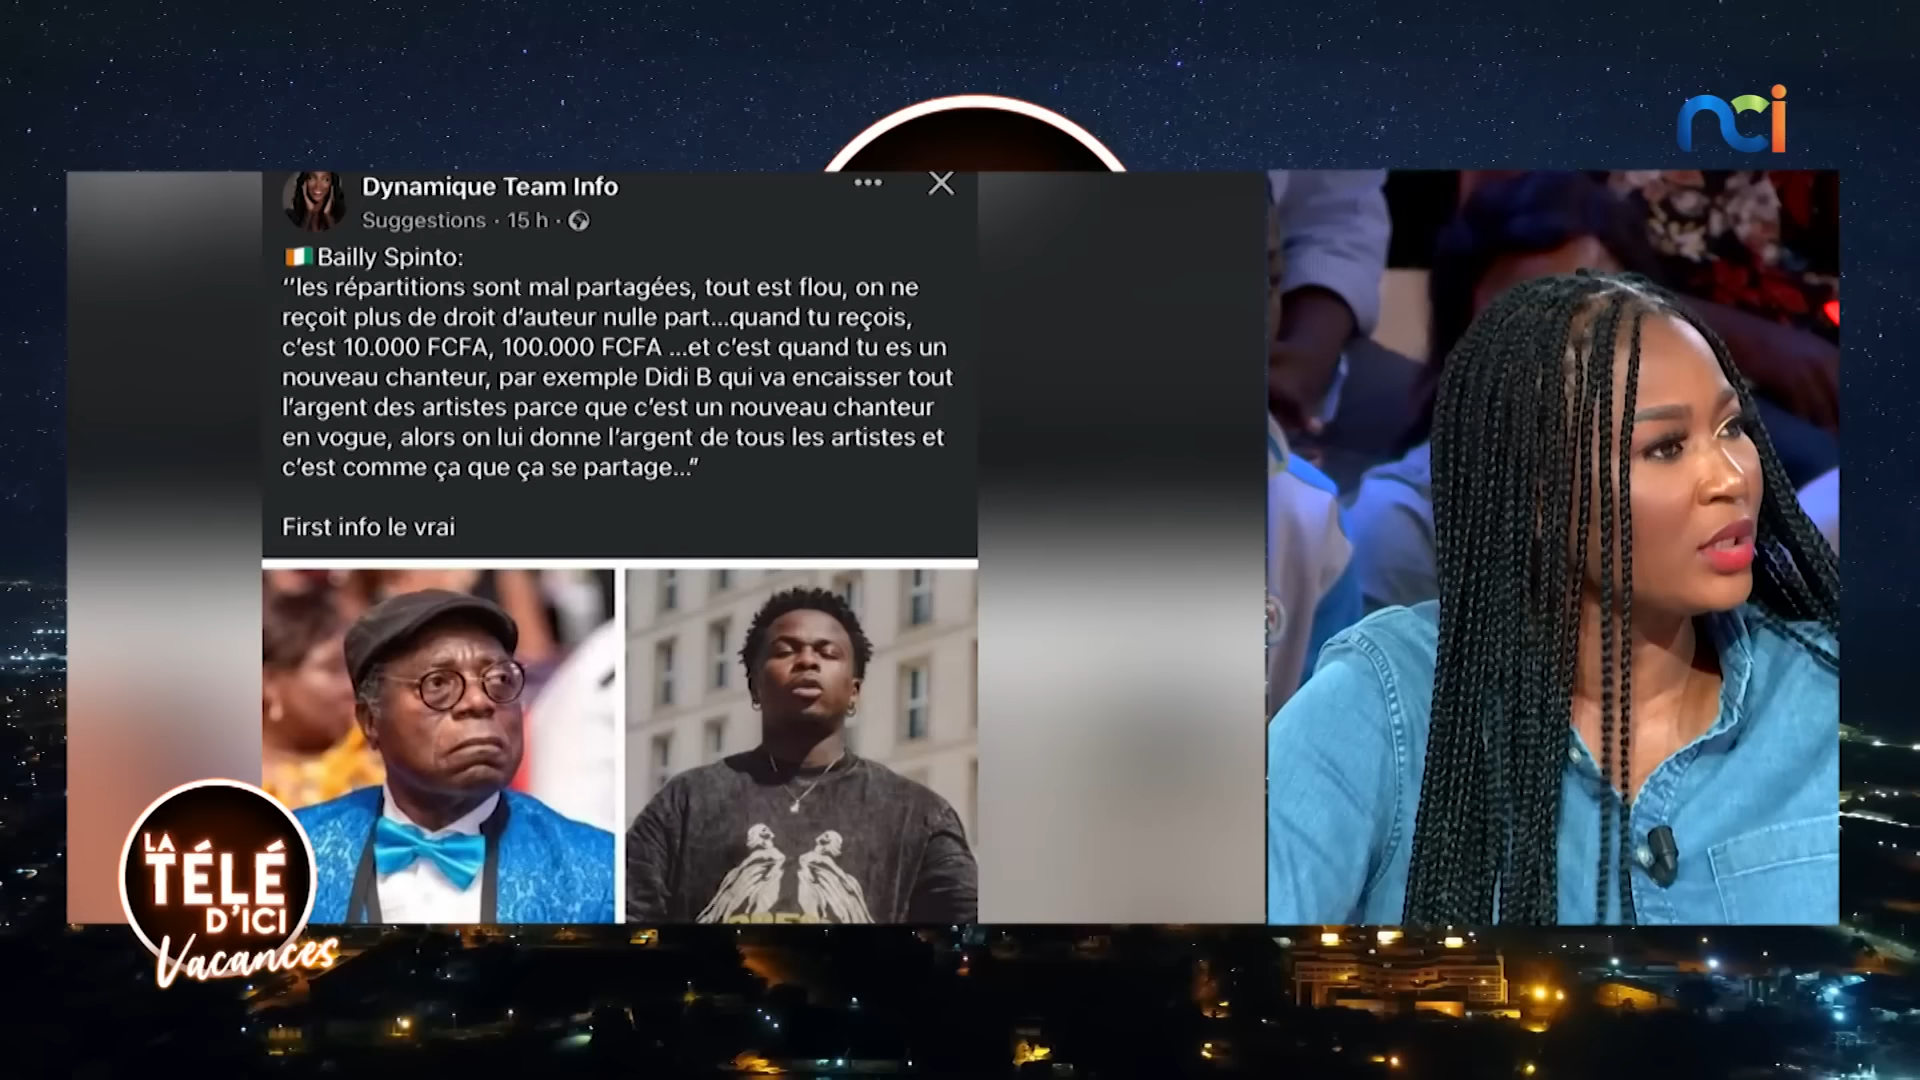 nci
Dynamique Team Info
Suggestions · 15 h ·
Bailly Spinto:
‘’les répartitions sont mal partagées, tout est flou, on ne
reçoit plus de droit d’auteur nulle part...quand tu reçois,
c’est 10.000 FCFA, 100.000 FCFA ...et c’est quand tu es un
nouveau chanteur, par exemple Didi B qui va encaisser tout
l’argent des artistes parce que c’est un nouveau chanteur
en vogue, alors on lui donne l’argent de tous les artistes et
c’est comme ça que ça se partage...”
First info le vrai
LA
TÉLÉ
D’ICI
Vacances